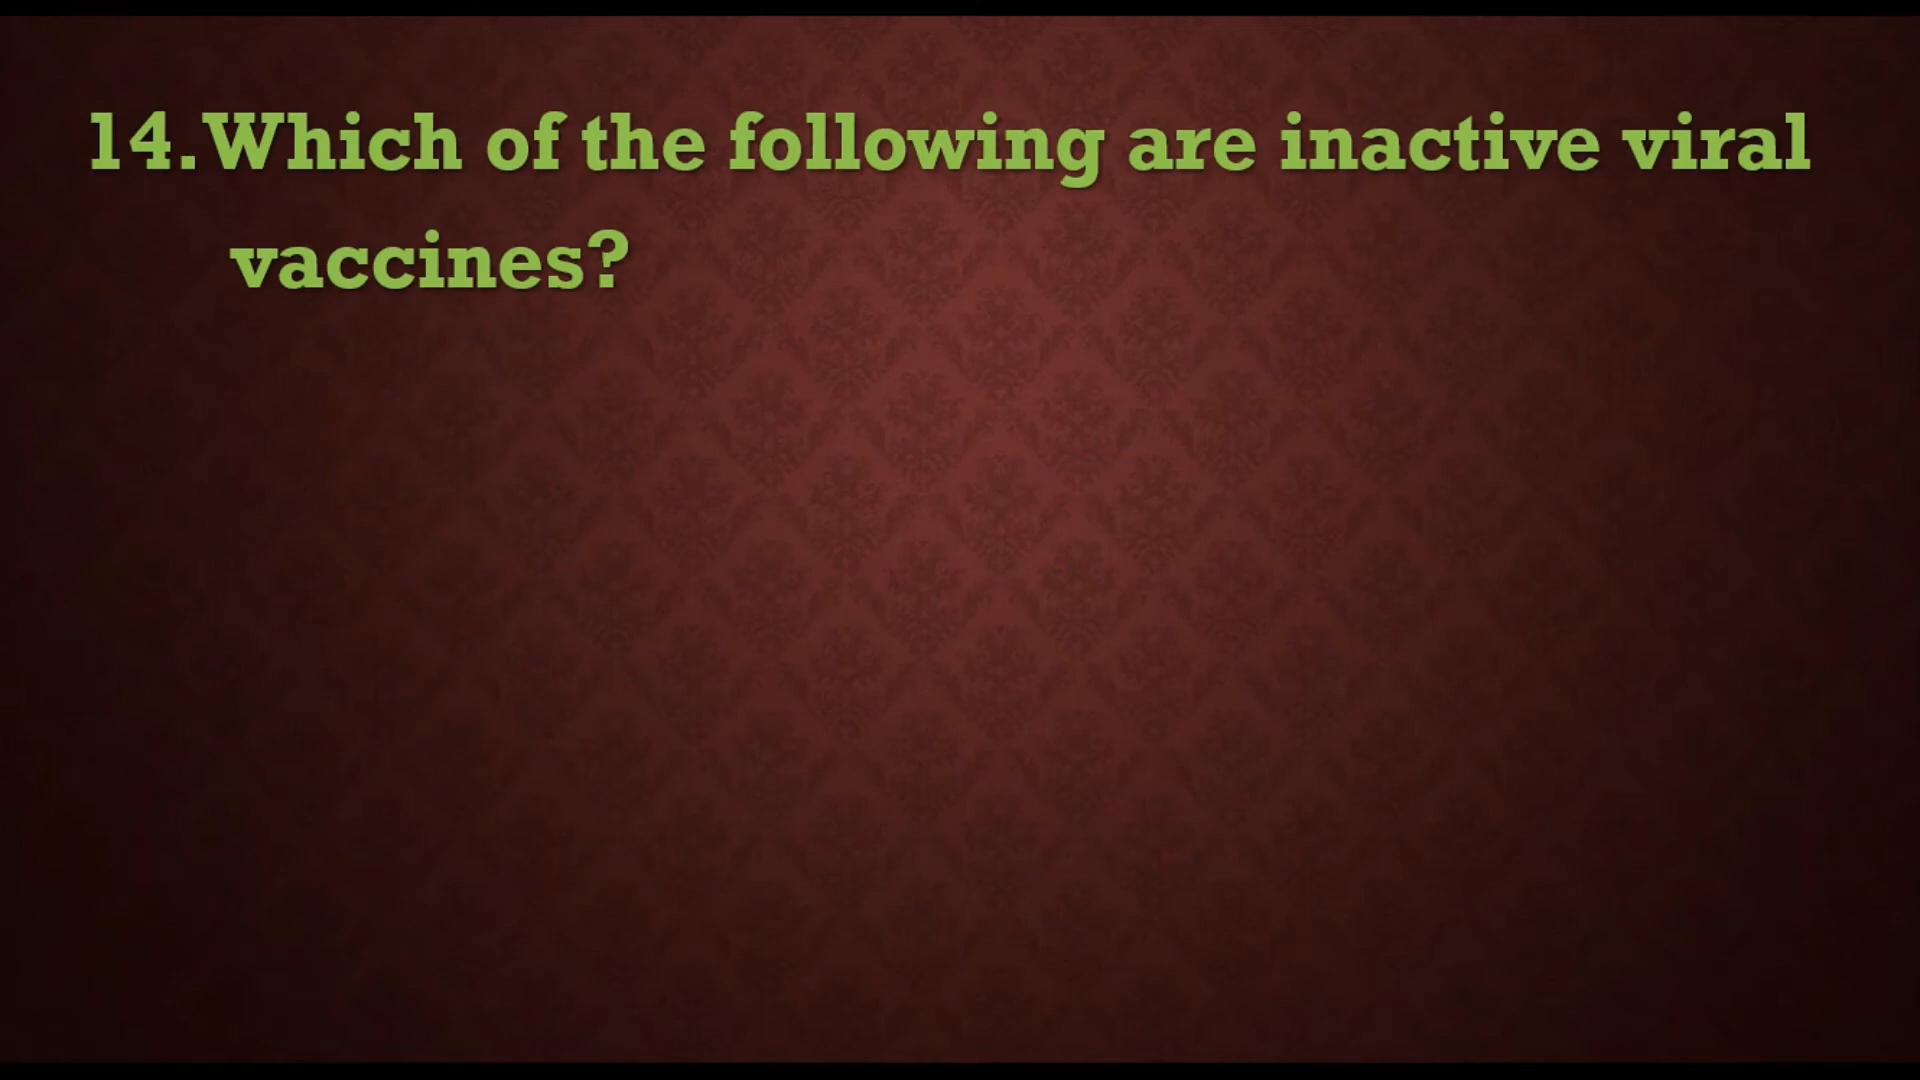 14. Which of the following are inactive viral
vaccines?